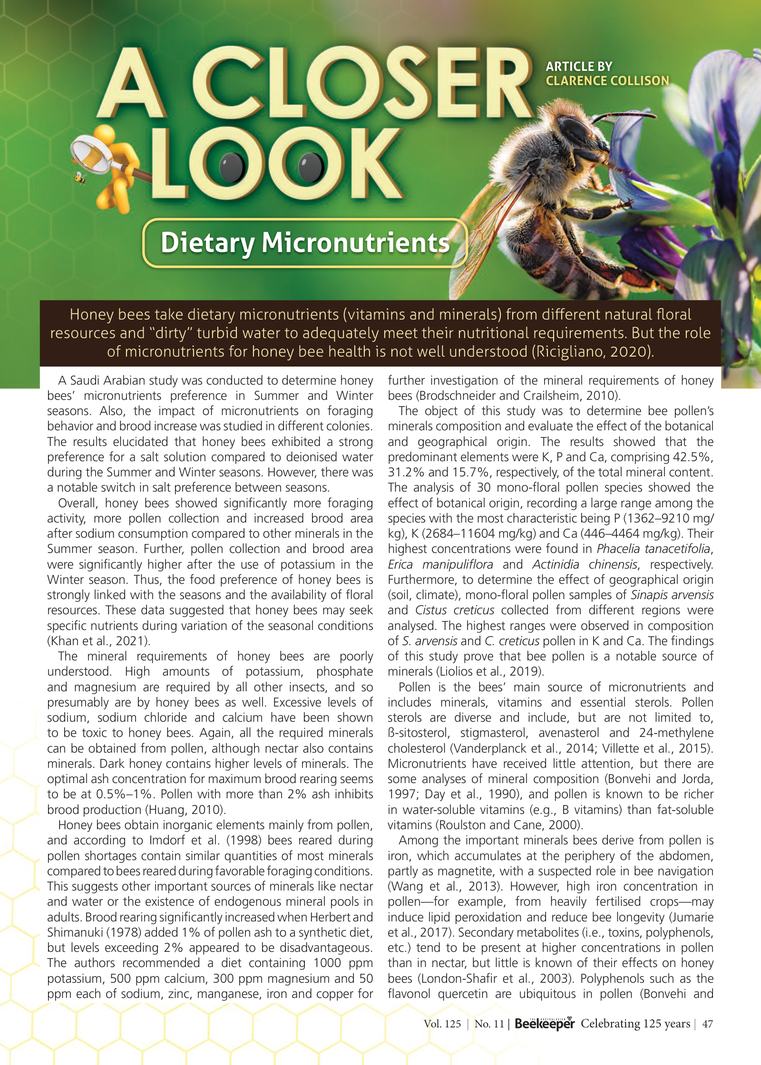 A CLOSER
LOOK
ARTICLE BY
CLARENCE COLLISON
Dietary Micronutrients
Honey bees take dietary micronutrients (vitamins and minerals) from different natural floral
resources and “dirty” turbid water to adequately meet their nutritional requirements. But the role
of micronutrients for honey bee health is not well understood (Ricigliano, 2020).
A Saudi Arabian study was conducted to determine honey
bees’ micronutrients preference in Summer and Winter
seasons. Also, the impact of micronutrients on foraging
behavior and brood increase was studied in different colonies.
The results elucidated that honey bees exhibited a strong
preference for a salt solution compared to deionised water
during the Summer and Winter seasons. However, there was
a notable switch in salt preference between seasons.
Overall, honey bees showed significantly more foraging
activity, more pollen collection and increased brood area
after sodium consumption compared to other minerals in the
Summer season. Further, pollen collection and brood area
were significantly higher after the use of potassium in the
Winter season. Thus, the food preference of honey bees is
strongly linked with the seasons and the availability of floral
resources. These data suggested that honey bees may seek
specific nutrients during variation of the seasonal conditions
(Khan et al., 2021).
The mineral requirements of honey bees are poorly
understood. High amounts of potassium, phosphate
and magnesium are required by all other insects, and so
presumably are by honey bees as well. Excessive levels of
sodium, sodium chloride and calcium have been shown
to be toxic to honey bees. Again, all the required minerals
can be obtained from pollen, although nectar also contains
minerals. Dark honey contains higher levels of minerals. The
optimal ash concentration for maximum brood rearing seems
to be at 0.5%–1%. Pollen with more than 2% ash inhibits
brood production (Huang, 2010).
Honey bees obtain inorganic elements mainly from pollen,
and according to Imdorf et al. (1998) bees reared during
pollen shortages contain similar quantities of most minerals
compared to bees reared during favorable foraging conditions.
This suggests other important sources of minerals like nectar
and water or the existence of endogenous mineral pools in
adults. Brood rearing significantly increased when Herbert and
Shimanuki (1978) added 1% of pollen ash to a synthetic diet,
but levels exceeding 2% appeared to be disadvantageous.
The authors recommended a diet containing 1000 ppm
potassium, 500 ppm calcium, 300 ppm magnesium and 50
ppm each of sodium, zinc, manganese, iron and copper for
further investigation of the mineral requirements of honey
bees (Brodschneider and Crailsheim, 2010).
The object of this study was to determine bee pollen’s
minerals composition and evaluate the effect of the botanical
and geographical origin. The results showed that the
predominant elements were K, P and Ca, comprising 42.5%,
31.2% and 15.7%, respectively, of the total mineral content.
The analysis of 30 mono-floral pollen species showed the
effect of botanical origin, recording a large range among the
species with the most characteristic being P (1362–9210 mg/
kg), K (2684–11604 mg/kg) and Ca (446–4464 mg/kg). Their
highest concentrations were found in Phacelia tanacetifolia,
Erica manipuliflora and Actinidia chinensis, respectively.
Furthermore, to determine the effect of geographical origin
(soil, climate), mono-floral pollen samples of Sinapis arvensis
and Cistus creticus collected from different regions were
analysed. The highest ranges were observed in composition
of S. arvensis and C. creticus pollen in K and Ca. The findings
of this study prove that bee pollen is a notable source of
minerals (Liolios et al., 2019).
Pollen is the bees’ main source of micronutrients and
includes minerals, vitamins and essential sterols. Pollen
sterols are diverse and include, but are not limited to,
ß-sitosterol, stigmasterol, avenasterol and 24-methylene
cholesterol (Vanderplanck et al., 2014; Villette et al., 2015).
Micronutrients have received little attention, but there are
some analyses of mineral composition (Bonvehi and Jorda,
1997; Day et al., 1990), and pollen is known to be richer
in water-soluble vitamins (e.g., B vitamins) than fat-soluble
vitamins (Roulston and Cane, 2000).
Among the important minerals bees derive from pollen is
iron, which accumulates at the periphery of the abdomen,
partly as magnetite, with a suspected role in bee navigation
(Wang et al., 2013). However, high iron concentration in
pollen—for example, from heavily fertilised crops—may
induce lipid peroxidation and reduce bee longevity (Jumarie
et al., 2017). Secondary metabolites (i.e., toxins, polyphenols,
etc.) tend to be present at higher concentrations in pollen
than in nectar, but little is known of their effects on honey
bees (London-Shafir et al., 2003). Polyphenols such as the
flavonol quercetin are ubiquitous in pollen (Bonvehi and
Vol. 125 | No. 11 | Beekeeper Celebrating 125 years | 47